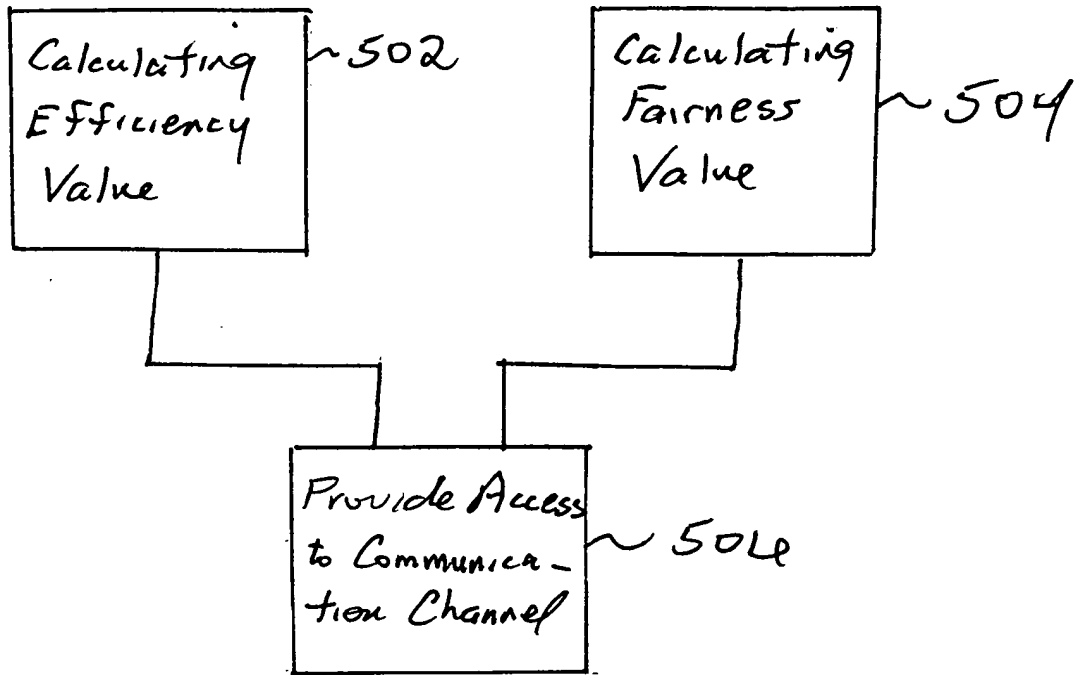 Calculating
Efficiency
Value
502
Calculating
Fairness
Value
504
Provide Access
to Communica-
tion Channel
506